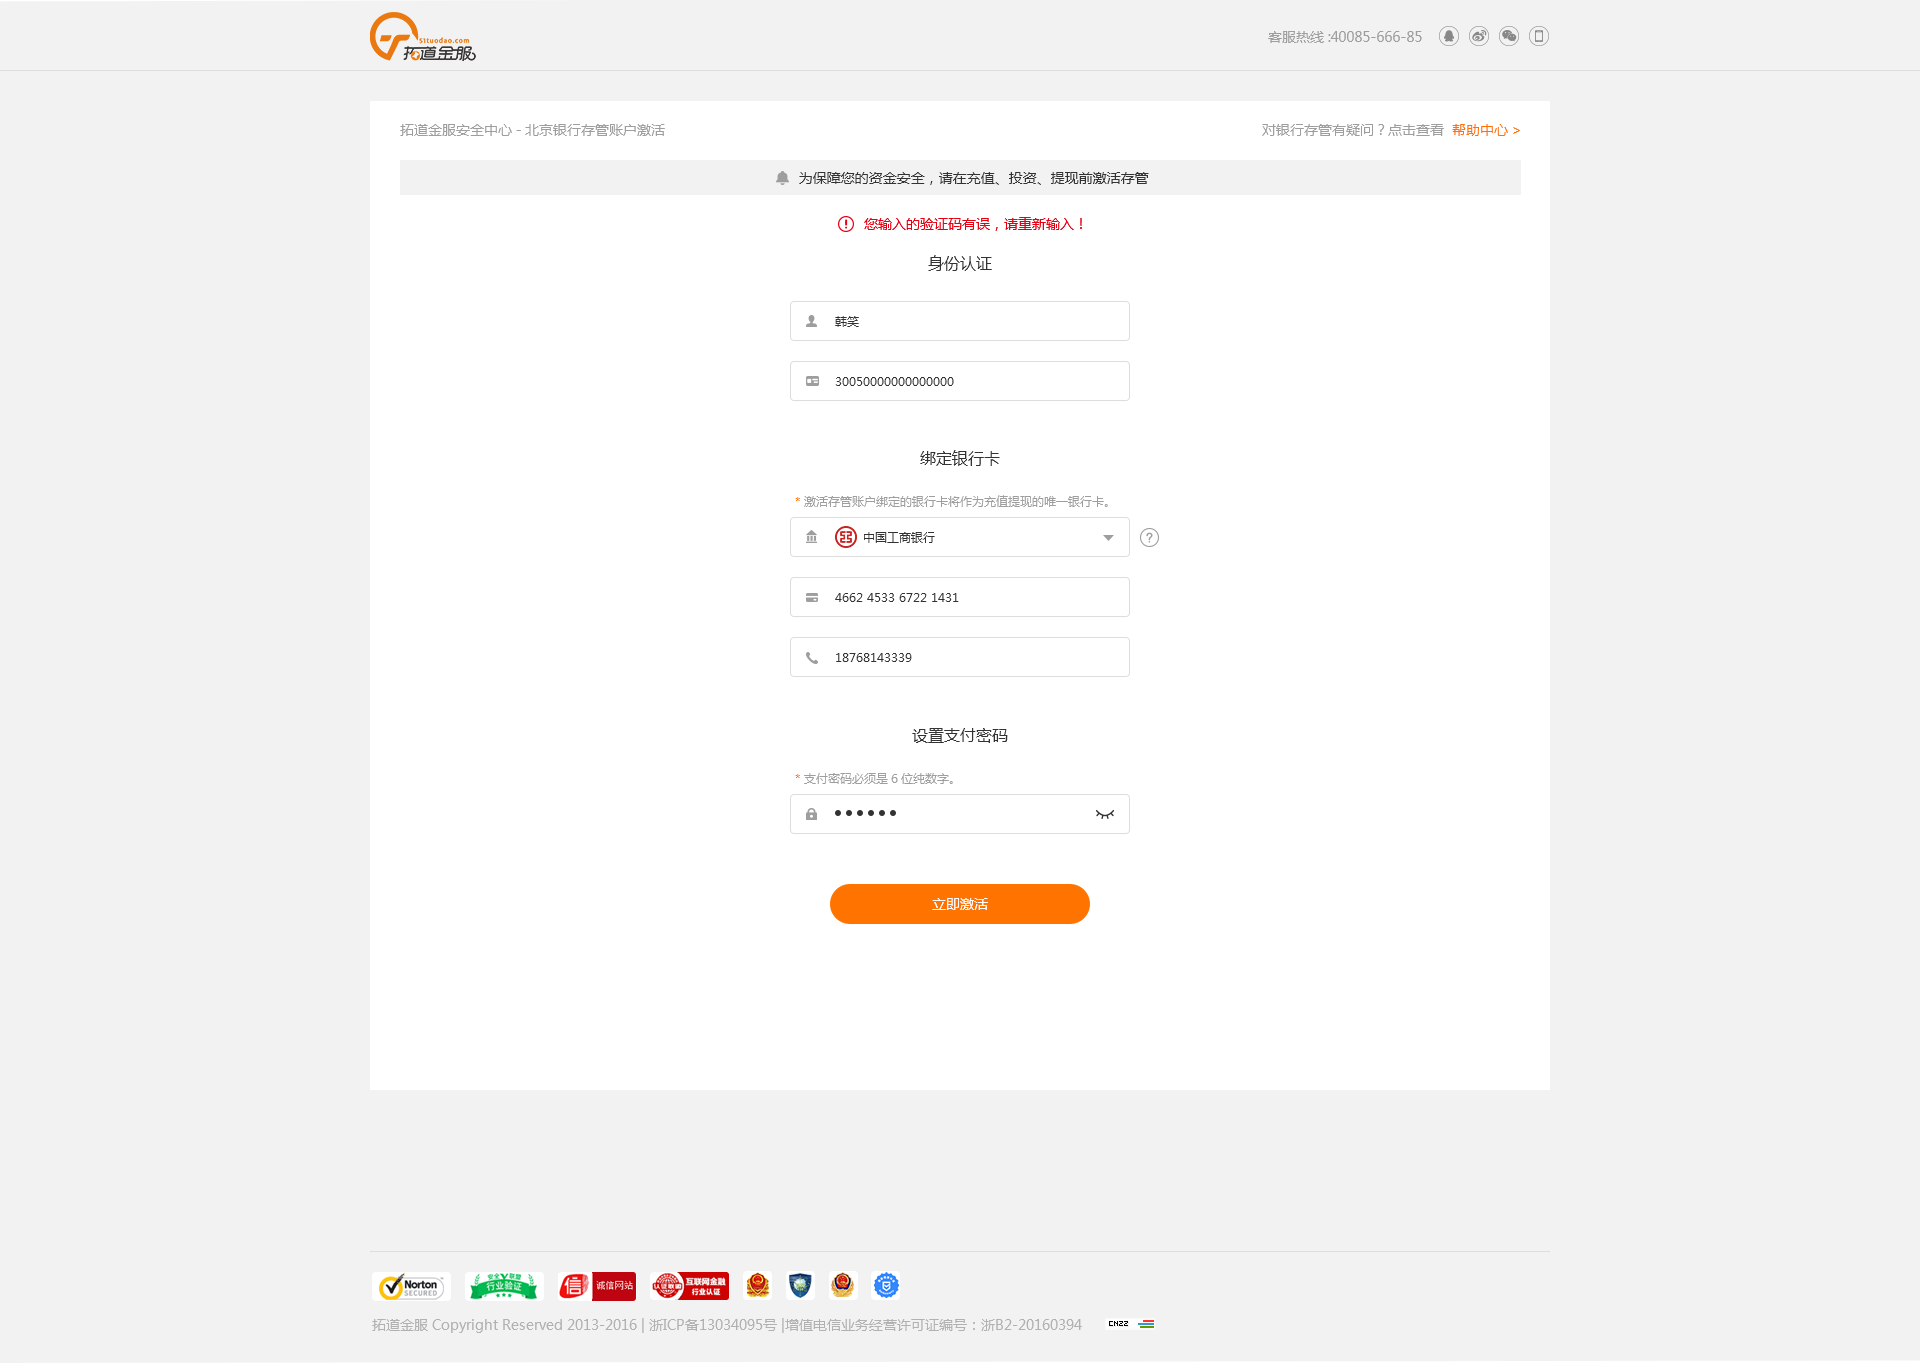 51tuodao.com
拓道金服
客服热线 :40085-666-85
拓道金服安全中心 - 北京银行存管账户激活
对银行存管有疑问？点击查看 帮助中心 >
为保障您的资金安全，请在充值、投资、提现前激活存管
您输入的验证码有误，请重新输入！
身份认证
韩笑
30050000000000000
绑定银行卡
* 激活存管账户绑定的银行卡将作为充值提现的唯一银行卡。
中国工商银行
?
4662 4533 6722 1431
18768143339
设置支付密码
* 支付密码必须是 6 位纯数字。
立即激活
Norton
SECURED
安全联盟
行业验证
信 诚信网站
互联网金融
行业认证
拓道金服 Copyright Reserved 2013-2016 | 浙ICP备13034095号 |增值电信业务经营许可证编号：浙B2-20160394
CNZZ